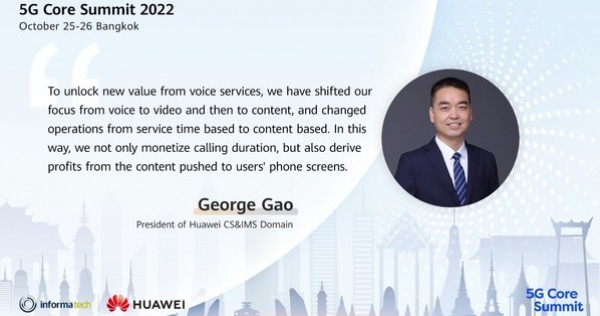 5G Core Summit 2022
October 25-26 Bangkok
To unlock new value from voice services, we have shifted our
focus from voice to video and then to content, and changed
operations from service time based to content based. In this
way, we not only monetize calling duration, but also derive
profits from the content pushed to users' phone screens.
George Gao
President of Huawei CS&IMS Domain
informatech
HUAWEI
5G Core
Summit